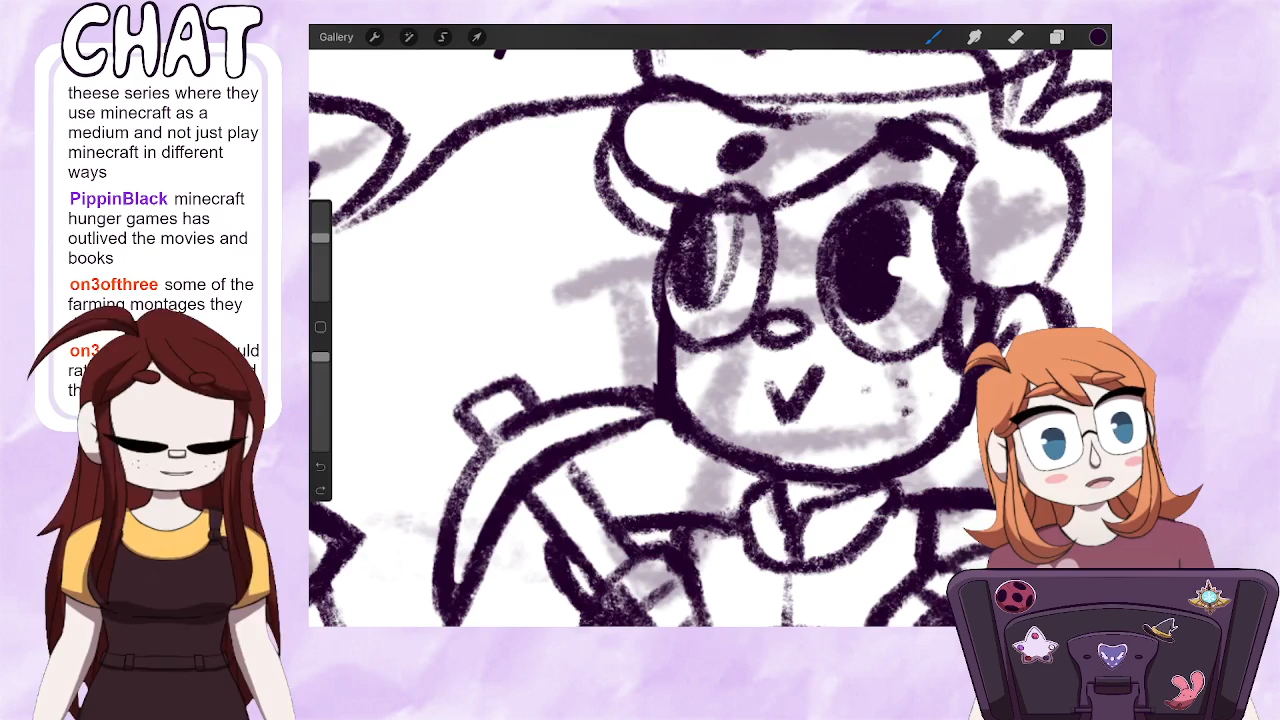 CHAT
theese series where they
use minecraft as a
medium and not just play
minecraft in different
ways
PippinBlack minecraft
hunger games has
outlived the movies and
books
on3ofthree some of the
farming montages they
Gallery